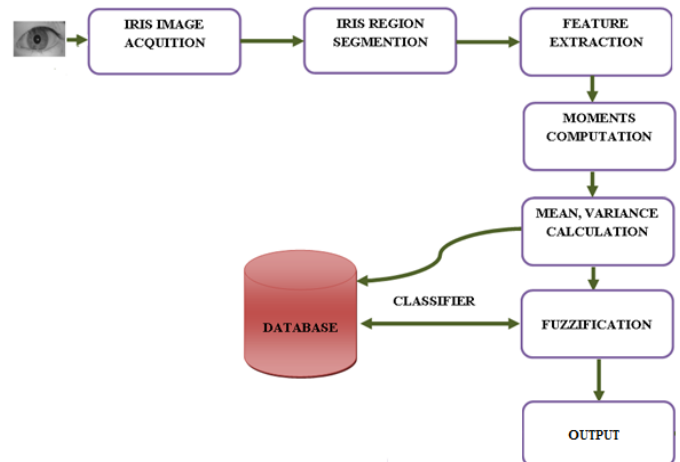 IRIS IMAGE
ACQUITION
IRIS REGION
SEGMENTION
FEATURE
EXTRACTION
MOMENTS
COMPUTATION
MEAN, VARIANCE
CALCULATION
CLASSIFIER
DATABASE
FUZZIFICATION
OUTPUT